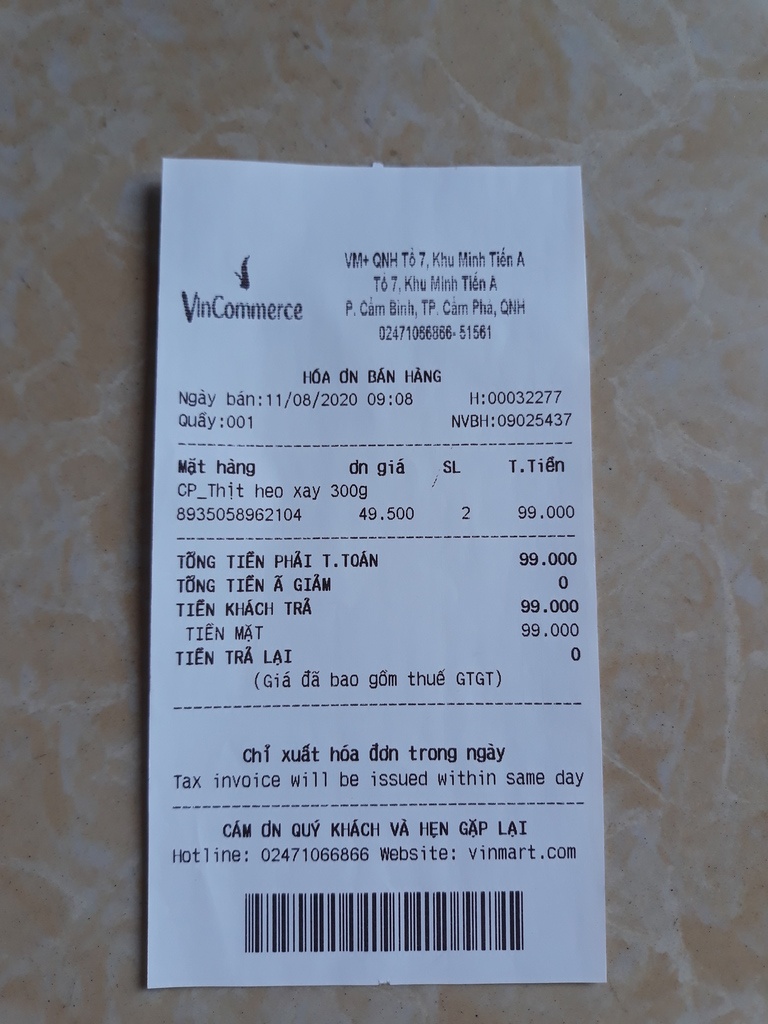 VinCommerce
VM+ QNH Tổ 7, Khu Minh Tiến A
Tổ 7, Khu Minh Tiến A
P. Cẩm Bình, TP. Cẩm Phả, QNH
02471066866- 51561
HÓA ƠN BÁN HÀNG
Ngày bán:11/08/2020 09:08 H:00032277
Quầy:001 NVBH:09025437
Mặt hàng ơn giá SL T.Tiền
CP_Thịt heo xay 300g
8935058962104 49.500 2 99.000
TỔNG TIỀN PHẢI T.TOÁN 99.000
TỔNG TIỀN Ã GIẢM 0
TIỀN KHÁCH TRẢ 99.000
TIỀN MẶT 99.000
TIỀN TRẢ LẠI 0
(Giá đã bao gồm thuế GTGT)
Chỉ xuất hóa đơn trong ngày
Tax invoice will be issued within same day
CÁM ƠN QUÝ KHÁCH VÀ HẸN GẶP LẠI
Hotline: 02471066866 Website: vinmart.com